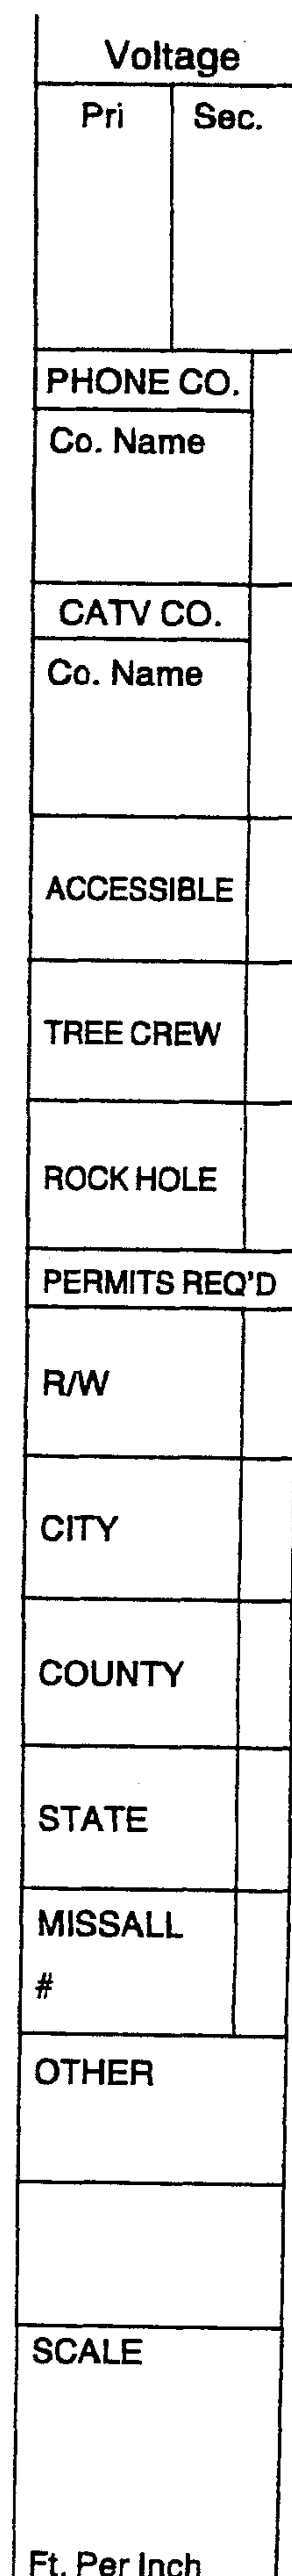 Voltage
Pri Sec.
PHONE CO.
Co. Name
CATV CO.
Co. Name
ACCESSIBLE
TREE CREW
ROCK HOLE
PERMITS REQ'D
R/W
CITY
COUNTY
STATE
MISSALL
#
OTHER
SCALE
Ft. Per Inch